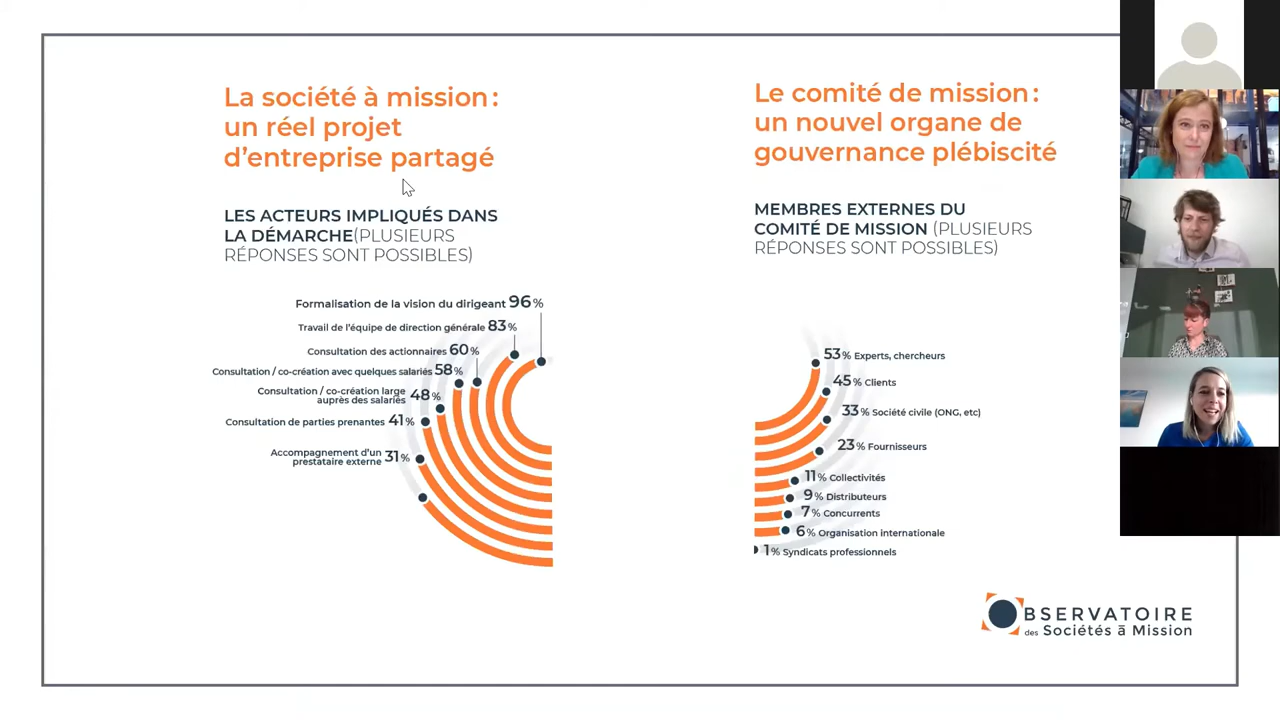 La société à mission :
un réel projet
d'entreprise partagé
LES ACTEURS IMPLIQUÉS DANS
LA DÉMARCHE(PLUSIEURS
RÉPONSES SONT POSSIBLES)
Formalisation de la vision du dirigeant 96 %
Travail de l'équipe de direction générale 83 %
Consultation des actionnaires 60 %
Consultation / co-création avec quelques salariés 58 %
Consultation / co-création large
auprès des salariés 48 %
Consultation de parties prenantes 41 %
Accompagnement d'un
prestataire externe 31 %
Le comité de mission :
un nouvel organe de
gouvernance plébiscité
MEMBRES EXTERNES DU
COMITÉ DE MISSION (PLUSIEURS
RÉPONSES SONT POSSIBLES)
53 % Experts, chercheurs
45 % Clients
33 % Société civile (ONG, etc)
23 % Fournisseurs
11 % Collectivités
9 % Distributeurs
7 % Concurrents
6 % Organisation internationale
1 % Syndicats professionnels
OBSERVATOIRE
des Sociétés à Mission